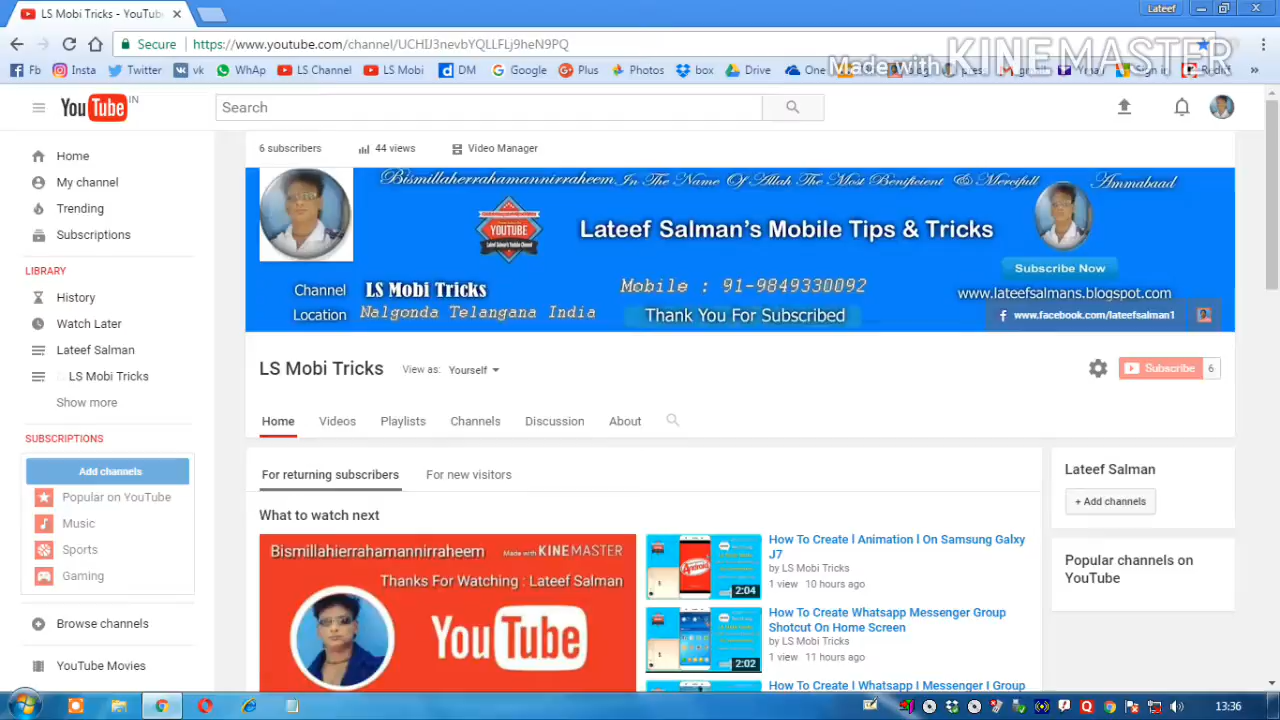 LS Mobi Tricks - YouTub
Lateef
Secure
https://www.youtube.com/channel/UCHIJ3nevbYQLLFLj9heN9PQ
Made with KINEMASTER
Fb
Insta
Twitter
vk
WhAp
LS Channel
LS Mobi
DM
Google
Plus
Photos
box
Drive
One
YouTube IN
Search
6 subscribers
44 views
Video Manager
Home
My channel
Trending
Subscriptions
LIBRARY
History
Watch Later
Lateef Salman
LS Mobi Tricks
Show more
SUBSCRIPTIONS
Add channels
Popular on YouTube
Music
Sports
Gaming
Browse channels
YouTube Movies
Bismillaherrahamannirraheem. In The Name Of Allah The Most Benificient & Mercifull Ammabaad
YOUTUBE
Lateef Salman's Mobile Tips & Tricks
Subscribe Now
Channel LS Mobi Tricks
Mobile : 91-9849330092
www.lateefsalmans.blogspot.com
Location Nalgonda Telangana India
Thank You For Subscribed
www.facebook.com/lateefsalman1
LS Mobi Tricks
View as: Yourself
Subscribe 6
Home
Videos
Playlists
Channels
Discussion
About
For returning subscribers
For new visitors
What to watch next
Bismillahierrahamannirraheem
Made with KINEMASTER
Thanks For Watching : Lateef Salman
YouTube
2:04
How To Create l Animation l On Samsung Galxy
J7
by LS Mobi Tricks
1 view 10 hours ago
2:02
How To Create Whatsapp Messenger Group
Shotcut On Home Screen
by LS Mobi Tricks
1 view 11 hours ago
How To Create l Whatsapp l Messenger l Group
Lateef Salman
+ Add channels
Popular channels on
YouTube
13:36